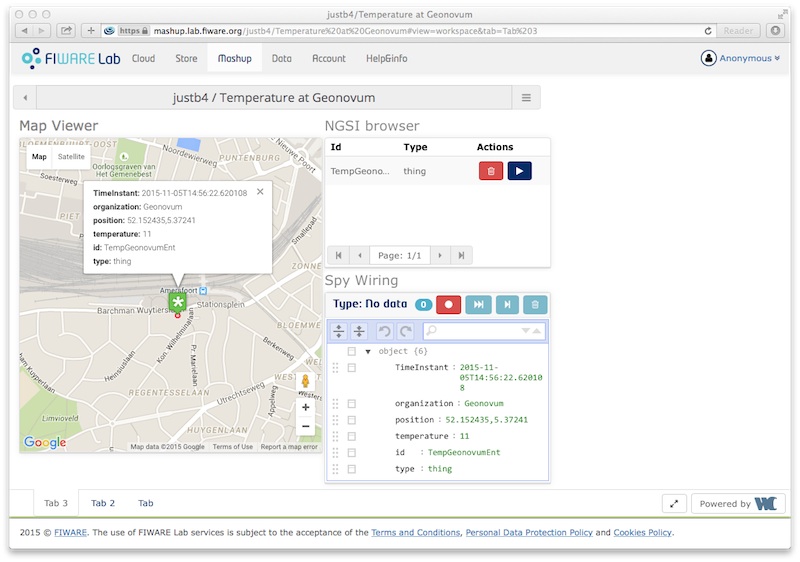 justb4/Temperature at Geonovum
https mashup.lab.fiware.org/justb4/Temperature%20at%20Geonovum#view=workspace&tab=Tab%203
Reader
FIWARE Lab Cloud Store Mashup Data Account Help&info Anonymous
justb4 / Temperature at Geonovum
Map Viewer
Map Satellite
Noordewierweg
PUNTENBURG
Oorlogsgraven van
Het Gemenebest
Soesterweg
TimeInstant: 2015-11-05T14:56:22.620108
organization: Geonovum
position: 52.152435,5.37241
temperature: 11
id: TempGeonovumEnt
type: thing
Amersfoort
Barchman Wuytierslaan
Stationsplein
Kon. Wilhelminalaan
Pr. Marielaan
Heinsiuslaan
REGENTESSELAAN
Utrechtseweg
Berkenweg
Appelweg
Limvioveld
HUYGENLAAN
Google
Map data ©2015 Google Terms of Use Report a map error
NGSI browser
Id Type Actions
TempGeono... thing
Page: 1/1
Spy Wiring
Type: No data 0
object {6}
TimeInstant : 2015-11-
05T14:56:22.62010
8
organization : Geonovum
position : 52.152435,5.37241
temperature : 11
id : TempGeonovumEnt
type : thing
Tab 3 Tab 2 Tab
Powered by
2015 © FIWARE. The use of FIWARE Lab services is subject to the acceptance of the Terms and Conditions, Personal Data Protection Policy and Cookies Policy.